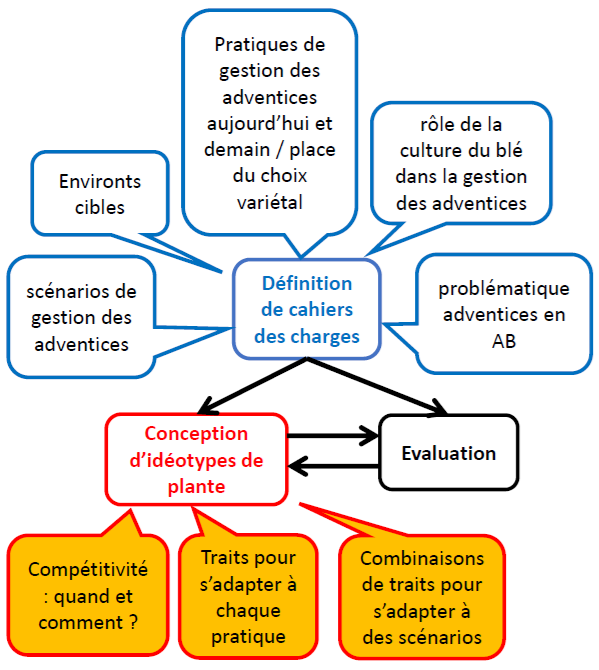 Pratiques de
gestion des
adventices
aujourd'hui et
demain / place
du choix
variétal
rôle de la
culture du blé
dans la gestion
des adventices
Environts
cibles
scénarios de
gestion des
adventices
Définition
de cahiers
des charges
problématique
adventices en
AB
Conception
d'idéotypes de
plante
Evaluation
Compétitivité
: quand et
comment ?
Traits pour
s'adapter à
chaque
pratique
Combinaisons
de traits pour
s'adapter à
des scénarios